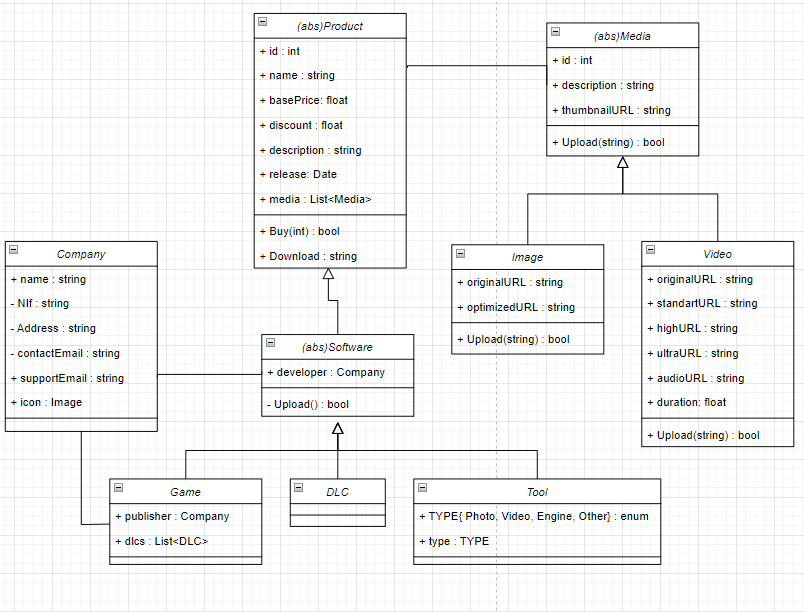 (abs)Product
+ id : int
+ name : string
+ basePrice: float
+ discount : float
+ description : string
+ release: Date
+ media : List<Media>
+ Buy(int) : bool
+ Download : string
(abs)Media
+ id : int
+ description : string
+ thumbnailURL : string
+ Upload(string) : bool
Company
+ name : string
- NIf : string
- Address : string
- contactEmail : string
+ supportEmail : string
+ icon : Image
Image
+ originalURL : string
+ optimizedURL : string
+ Upload(string) : bool
Video
+ originalURL : string
+ standartURL : string
+ highURL : string
+ ultraURL : string
+ audioURL : string
+ duration: float
+ Upload(string) : bool
(abs)Software
+ developer : Company
- Upload() : bool
Game
+ publisher : Company
+ dlcs : List<DLC>
DLC
Tool
+ TYPE{ Photo, Video, Engine, Other} : enum
+ type : TYPE